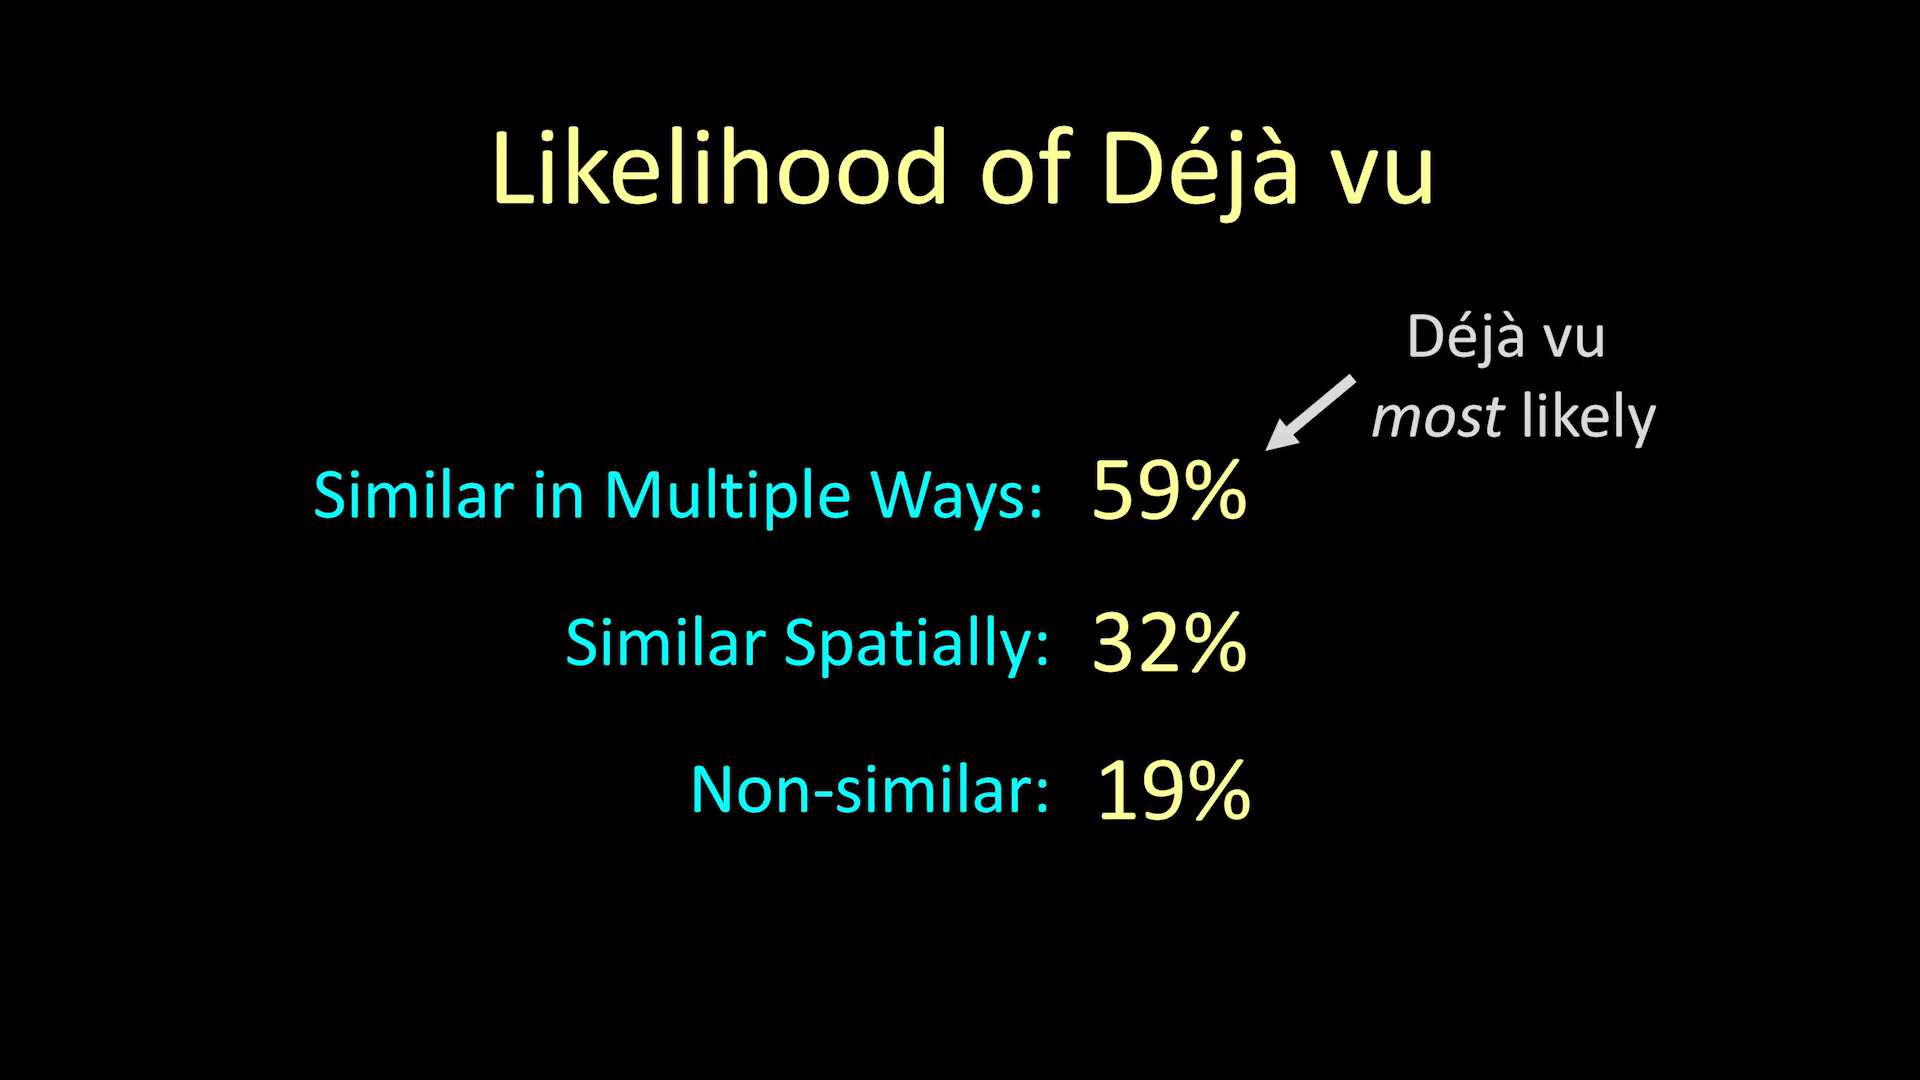 Likelihood of Déjà vu
Déjà vu
most likely
Similar in Multiple Ways: 59%
Similar Spatially: 32%
Non-similar: 19%